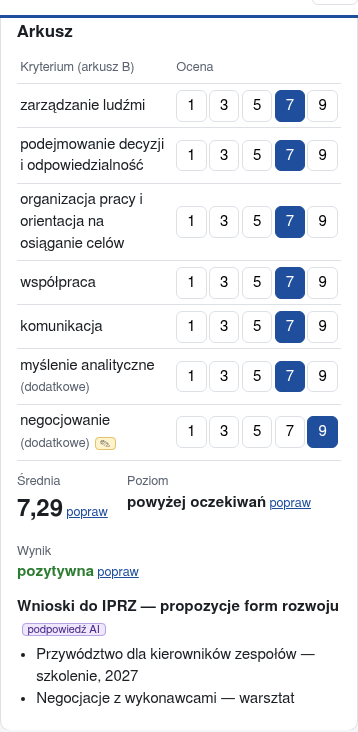 Arkusz
Kryterium (arkusz B) Ocena
zarządzanie ludźmi 1 3 5 7 9
podejmowanie decyzji
i odpowiedzialność 1 3 5 7 9
organizacja pracy i
orientacja na
osiąganie celów 1 3 5 7 9
współpraca 1 3 5 7 9
komunikacja 1 3 5 7 9
myślenie analityczne
(dodatkowe) 1 3 5 7 9
negocjowanie
(dodatkowe) 1 3 5 7 9
Średnia Poziom
7,29 popraw powyżej oczekiwań popraw
Wynik
pozytywna popraw
Wnioski do IPRZ — propozycje form rozwoju
podpowiedź AI
• Przywództwo dla kierowników zespołów —
szkolenie, 2027
• Negocjacje z wykonawcami — warsztat